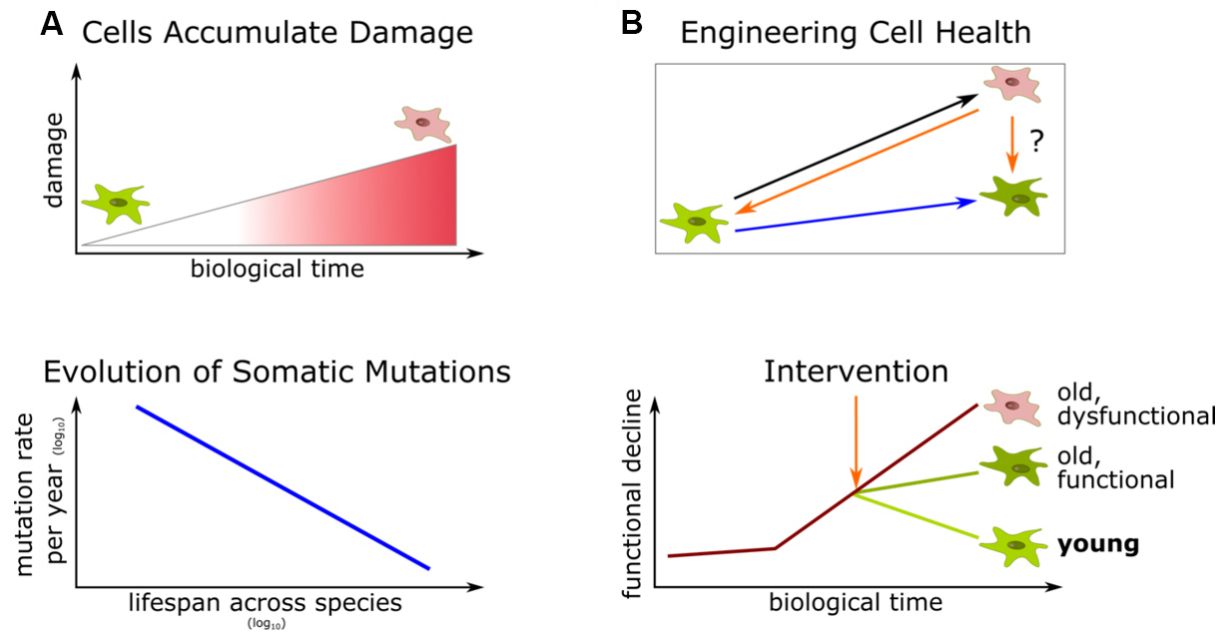 A Cells Accumulate Damage
damage
biological time
Evolution of Somatic Mutations
mutation rate
per year (log₁₀)
lifespan across species
(log₁₀)
B Engineering Cell Health
?
Intervention
functional decline
old,
dysfunctional
old,
functional
young
biological time